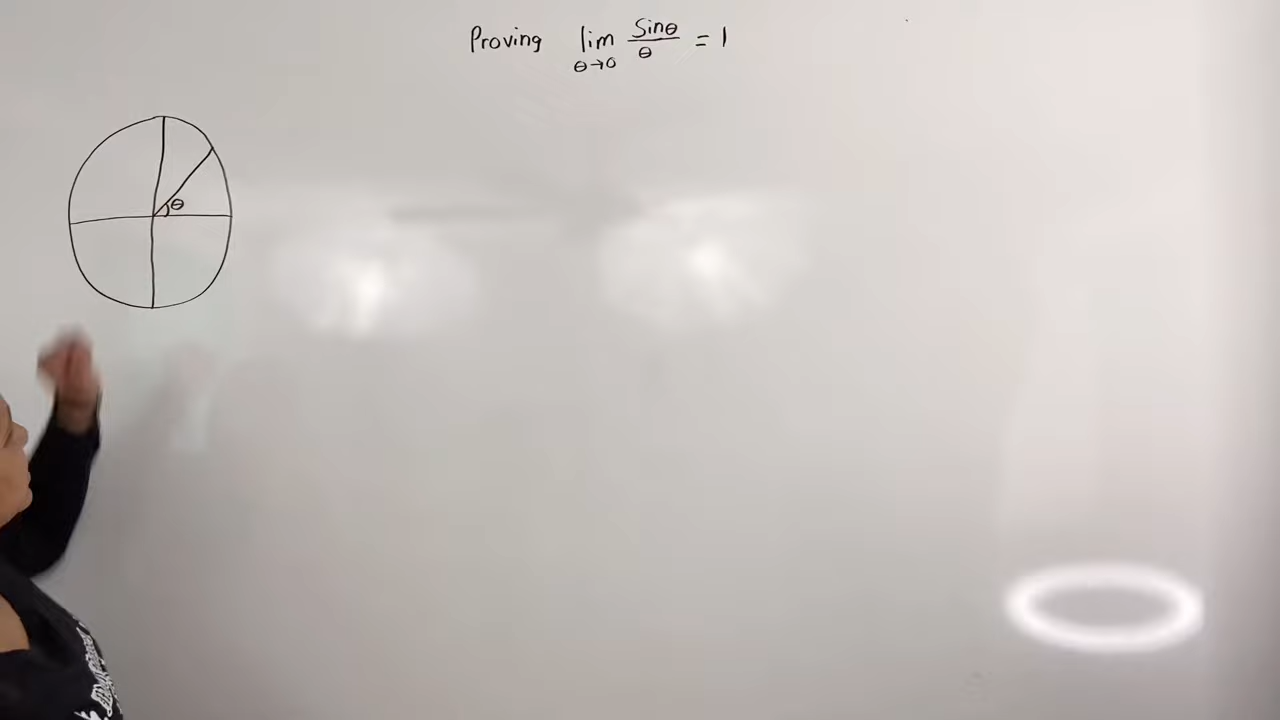 Proving lim θ→0 Sinθ/θ = 1
θ